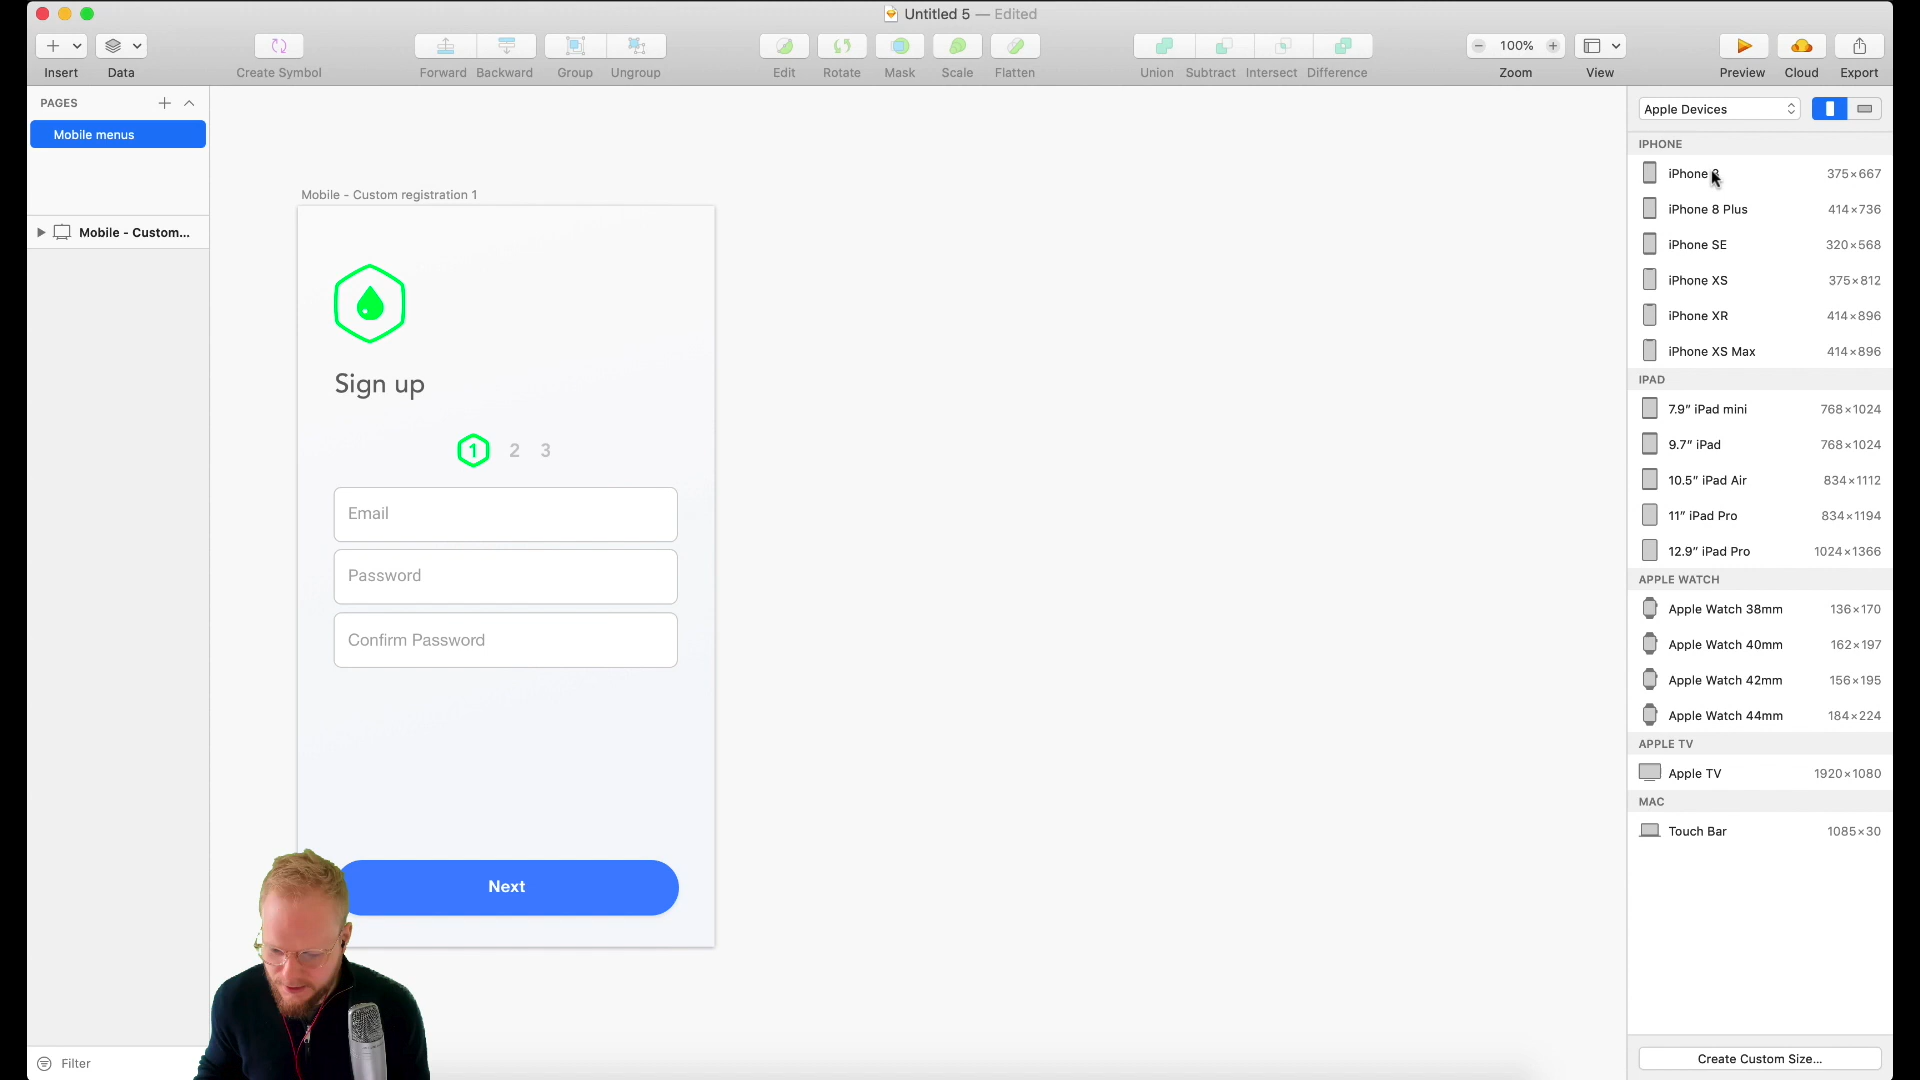 Untitled 5 — Edited
Insert
Data
Create Symbol
Forward
Backward
Group
Ungroup
Edit
Rotate
Mask
Scale
Flatten
Union
Subtract
Intersect
Difference
100%
Zoom
View
Preview
Cloud
Export
PAGES
Mobile menus
Mobile - Custom...
Filter
Mobile - Custom registration 1
Sign up
1 2 3
Email
Password
Confirm Password
Next
Apple Devices
IPHONE
iPhone 375×667
iPhone 8 Plus 414×736
iPhone SE 320×568
iPhone XS 375×812
iPhone XR 414×896
iPhone XS Max 414×896
IPAD
7.9" iPad mini 768×1024
9.7" iPad 768×1024
10.5" iPad Air 834×1112
11" iPad Pro 834×1194
12.9" iPad Pro 1024×1366
APPLE WATCH
Apple Watch 38mm 136×170
Apple Watch 40mm 162×197
Apple Watch 42mm 156×195
Apple Watch 44mm 184×224
APPLE TV
Apple TV 1920×1080
MAC
Touch Bar 1085×30
Create Custom Size...